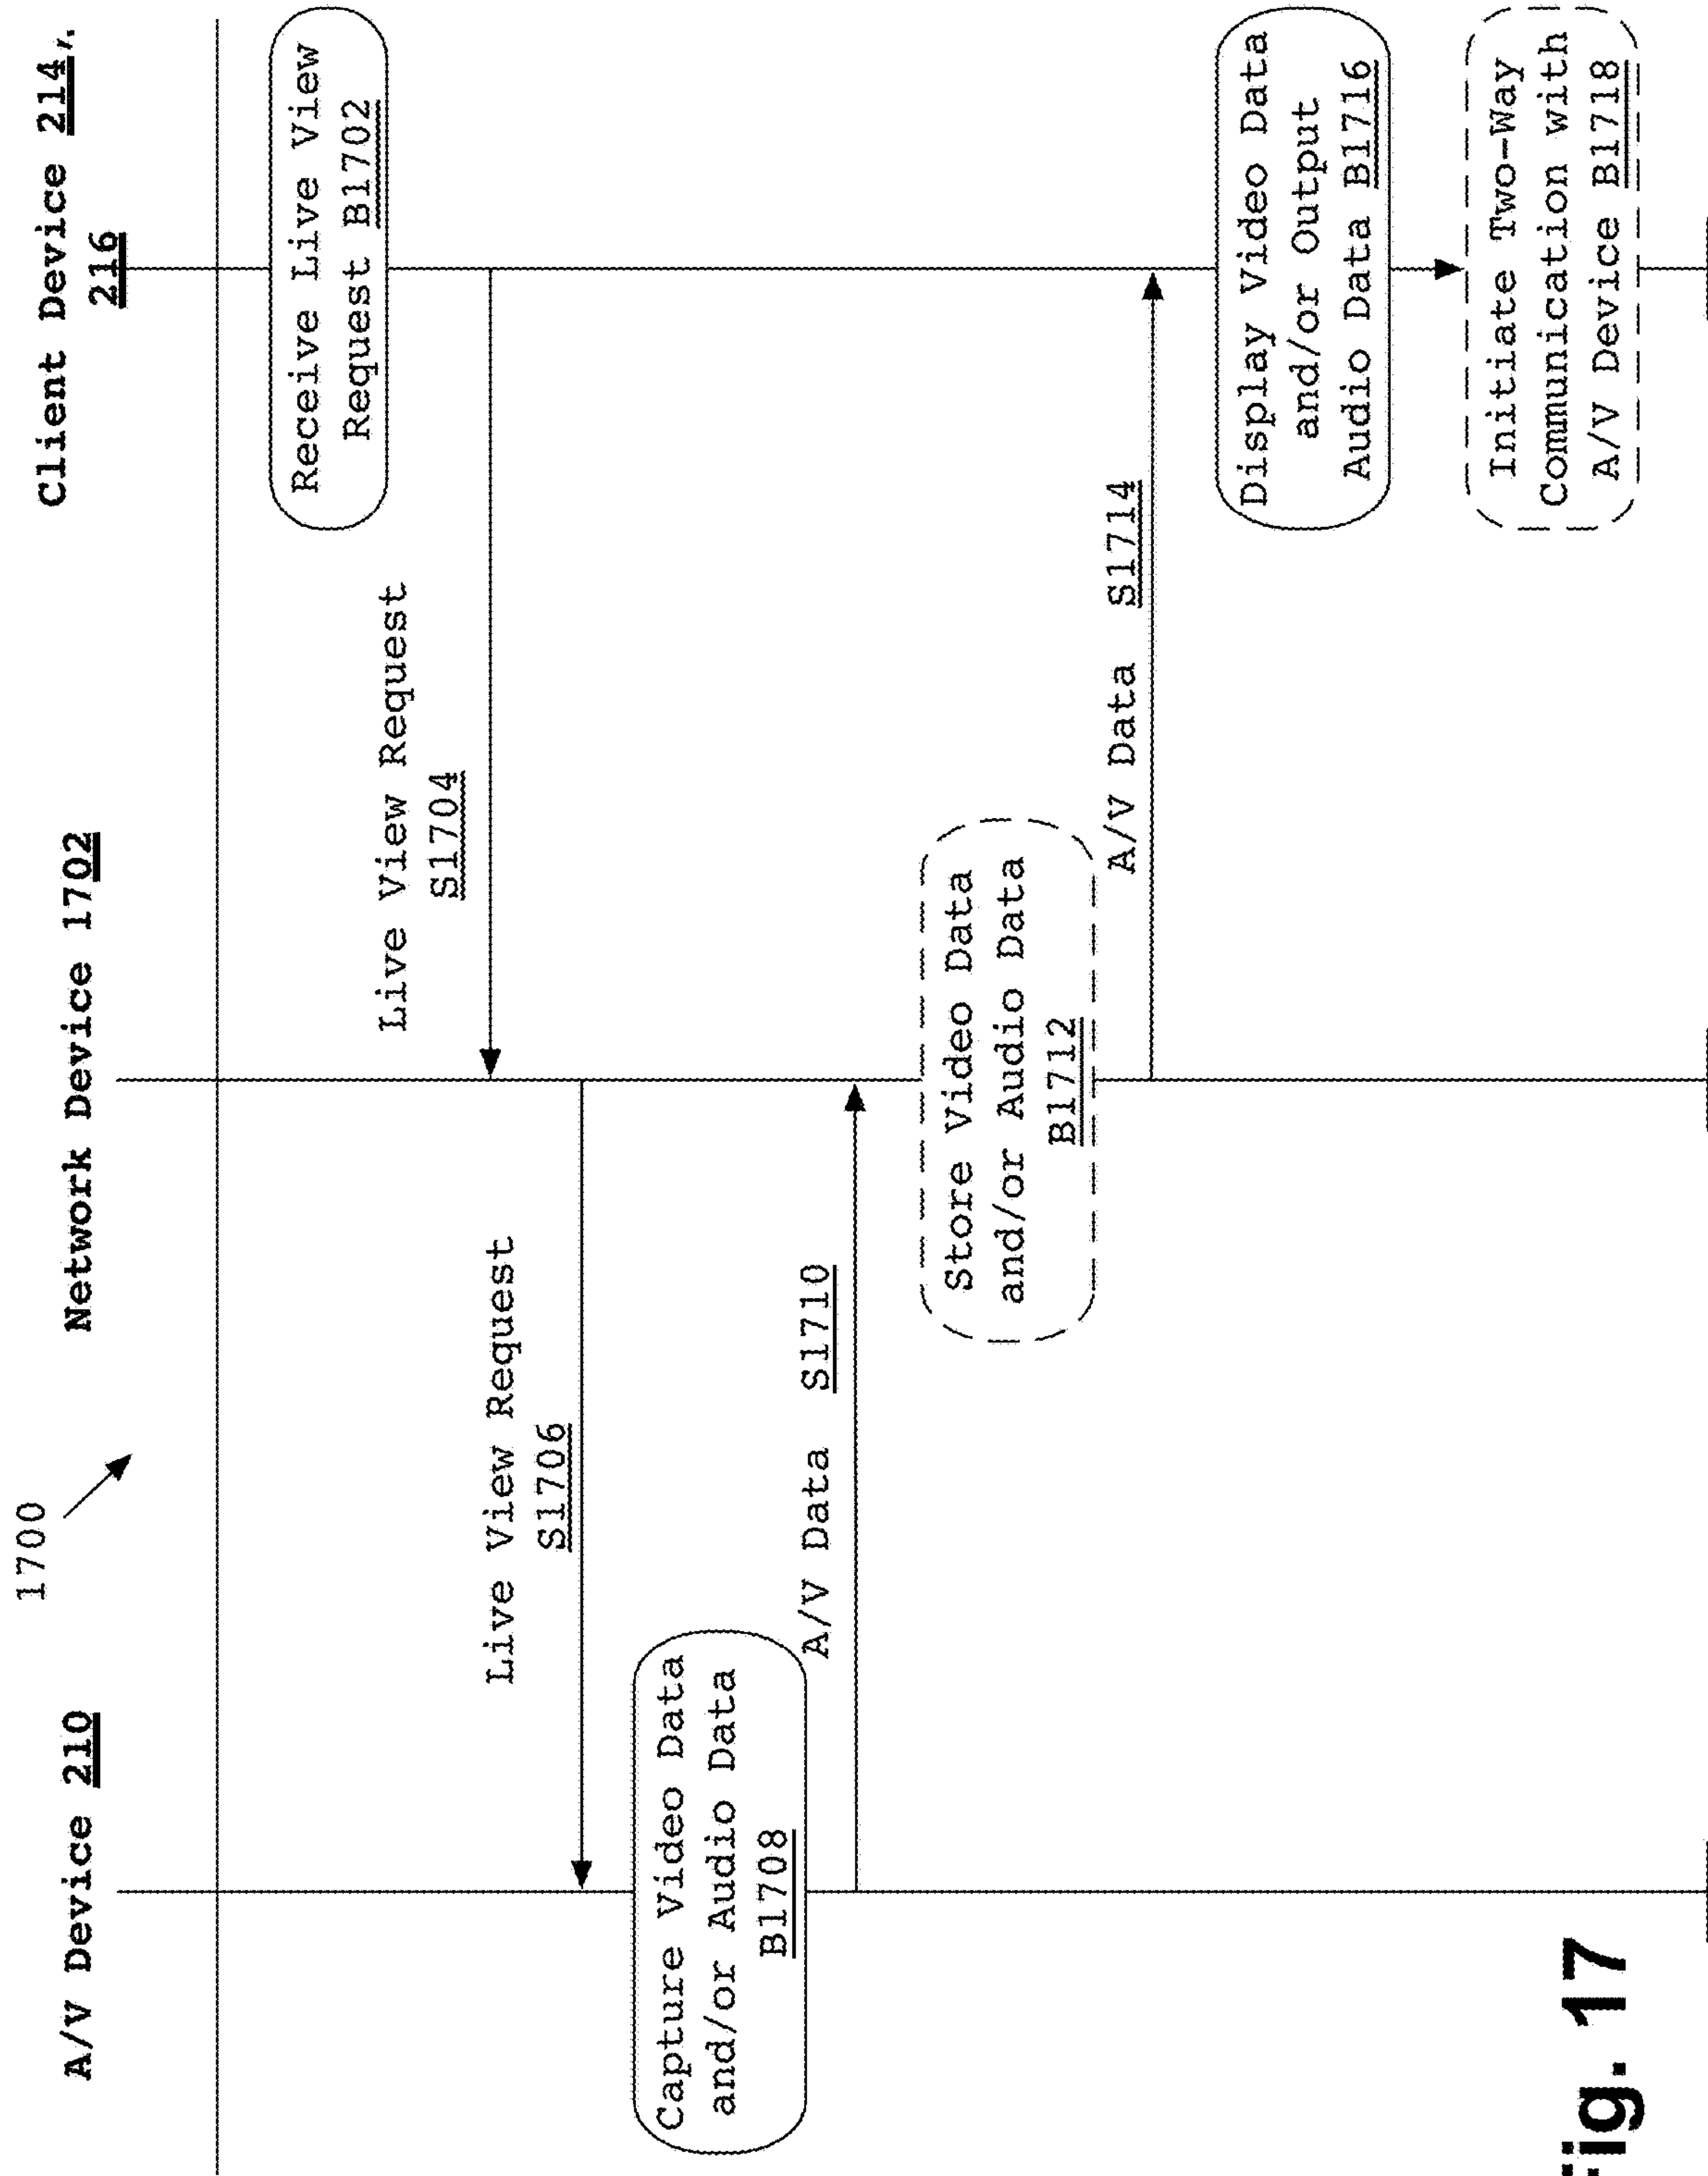 1700
A/V Device 210
Network Device 1702
Client Device 214,
216
Receive Live View
Request B1702
Live View Request
S1704
Live View Request
S1706
Capture Video Data
and/or Audio Data
B1708
A/V Data S1710
Store Video Data
and/or Audio Data
B1712
A/V Data S1714
Display Video Data
and/or Output
Audio Data B1716
Initiate Two-Way
Communication with
A/V Device B1718
Fig. 17